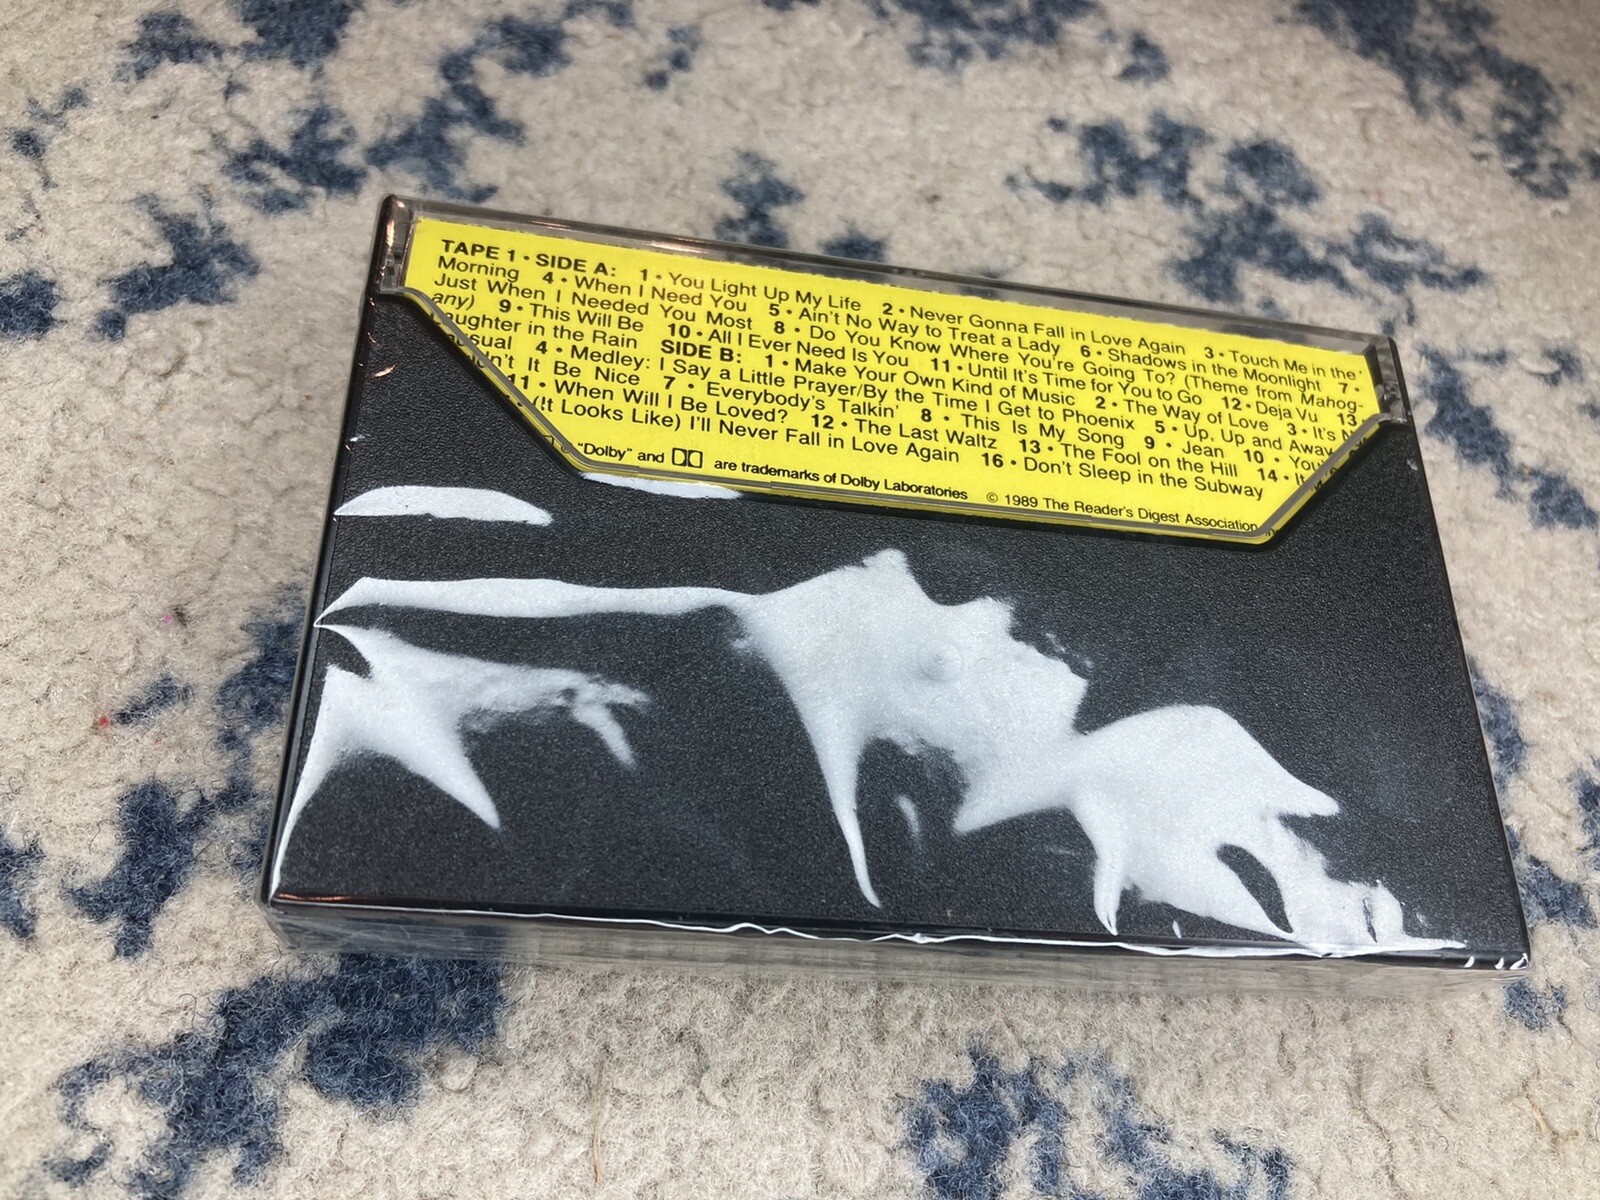 TAPE 1 • SIDE A: 1 • You Light Up My Life 2 • Never Gonna Fall in Love Again 3 • Touch Me in the
Morning 4 • When I Need You 5 • Ain't No Way to Treat a Lady 6 • Shadows in the Moonlight 7 •
Just When I Needed You Most 8 • Do You Know Where You're Going To? (Theme from Mahog-
any) 9 • This Will Be 10 • All I Ever Need Is You 11 • Until It's Time for You to Go 12 • Deja Vu 13 •
Laughter in the Rain SIDE B: 1 • Make Your Own Kind of Music 2 • The Way of Love 3 • It's
4 • Medley: I Say a Little Prayer/By the Time I Get to Phoenix 5 • Up, Up and Away
It Be Nice 7 • Everybody's Talkin' 8 • This Is My Song 9 • Jean 10 •
11 • When Will I Be Loved? 12 • The Last Waltz 13 • The Fool on the Hill 14 •
(It Looks Like) I'll Never Fall in Love Again 16 • Don't Sleep in the Subway
"Dolby" and are trademarks of Dolby Laboratories © 1989 The Reader's Digest Association